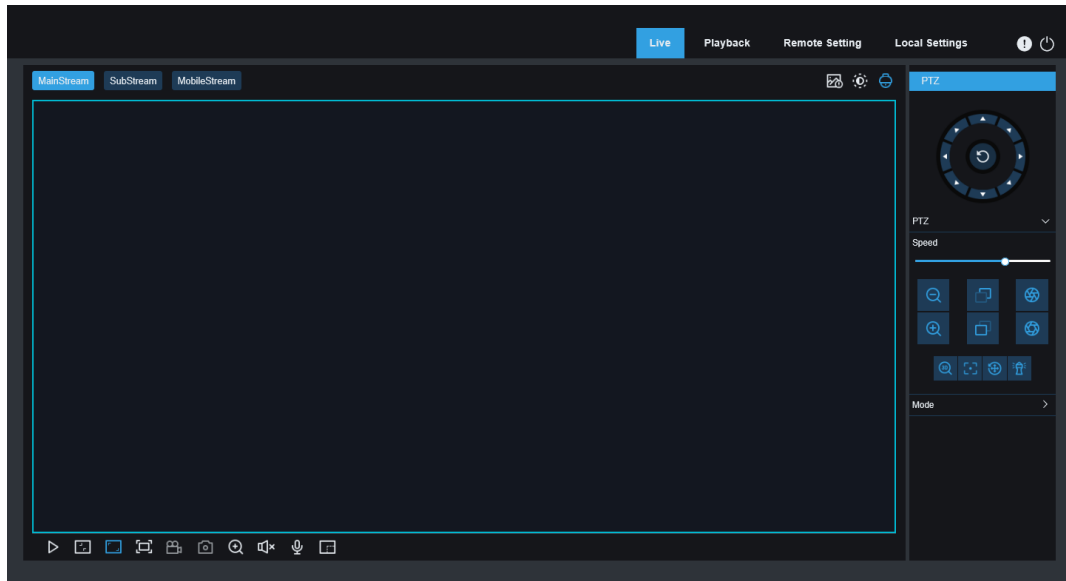 Live Playback Remote Setting Local Settings
MainStream SubStream MobileStream
PTZ
PTZ
Speed
Mode